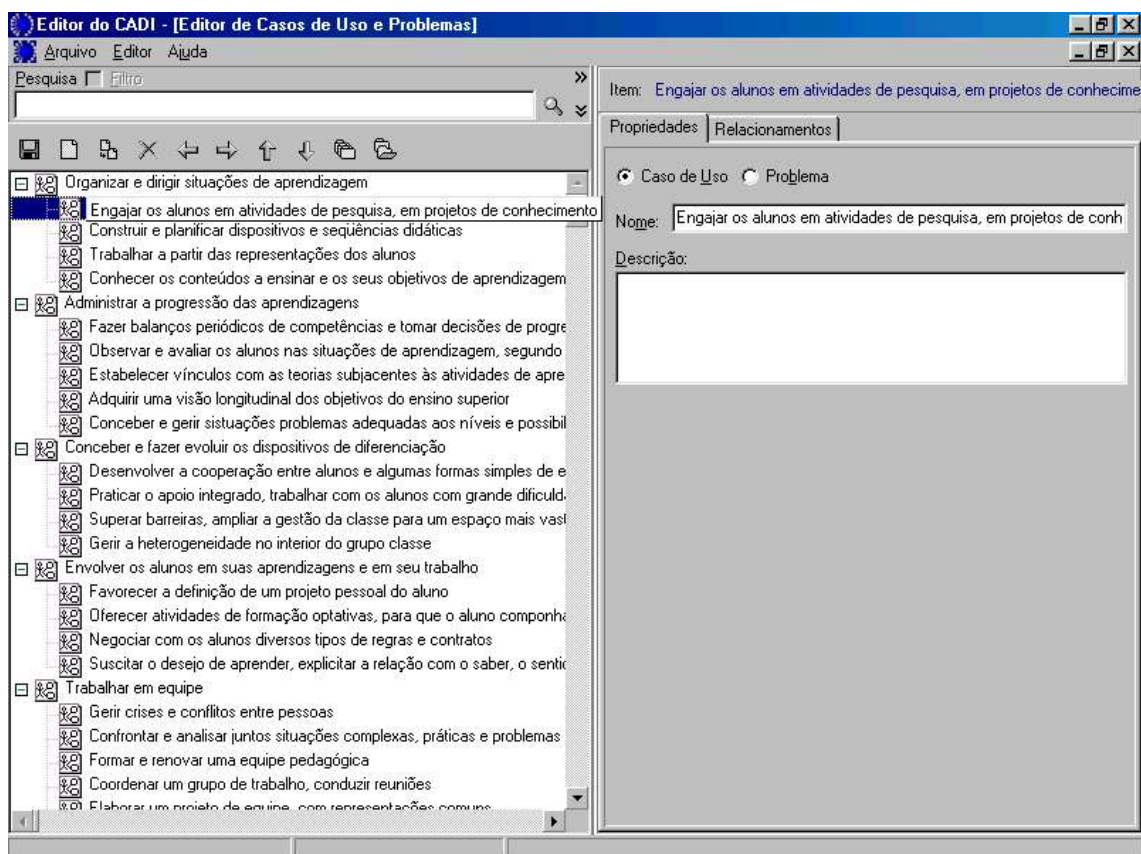 Editor do CADI - [Editor de Casos de Uso e Problemas]
Arquivo Editor Ajuda
Pesquisa Filtro
Organizar e dirigir situações de aprendizagem
Engajar os alunos em atividades de pesquisa, em projetos de conhecimento
Construir e planificar dispositivos e seqüências didáticas
Trabalhar a partir das representações dos alunos
Conhecer os conteúdos a ensinar e os seus objetivos de aprendizagem
Administrar a progressão das aprendizagens
Fazer balanços periódicos de competências e tomar decisões de progre
Observar e avaliar os alunos nas situações de aprendizagem, segundo
Estabelecer vínculos com as teorias subjacentes às atividades de apre
Adquirir uma visão longitudinal dos objetivos do ensino superior
Conceber e gerir sistuações problemas adequadas aos níveis e possibil
Conceber e fazer evoluir os dispositivos de diferenciação
Desenvolver a cooperação entre alunos e algumas formas simples de e
Praticar o apoio integrado, trabalhar com os alunos com grande dificuld
Superar barreiras, ampliar a gestão da classe para um espaço mais vast
Gerir a heterogeneidade no interior do grupo classe
Envolver os alunos em suas aprendizagens e em seu trabalho
Favorecer a definição de um projeto pessoal do aluno
Oferecer atividades de formação optativas, para que o aluno componha
Negociar com os alunos diversos tipos de regras e contratos
Suscitar o desejo de aprender, explicitar a relação com o saber, o sentid
Trabalhar em equipe
Gerir crises e conflitos entre pessoas
Confrontar e analisar juntos situações complexas, práticas e problemas
Formar e renovar uma equipe pedagógica
Coordenar um grupo de trabalho, conduzir reuniões
Elaborar um projeto de equipe, com representações comuns
Item: Engajar os alunos em atividades de pesquisa, em projetos de conhecime
Propriedades Relacionamentos
Caso de Uso Problema
Nome: Engajar os alunos em atividades de pesquisa, em projetos de conh
Descrição: